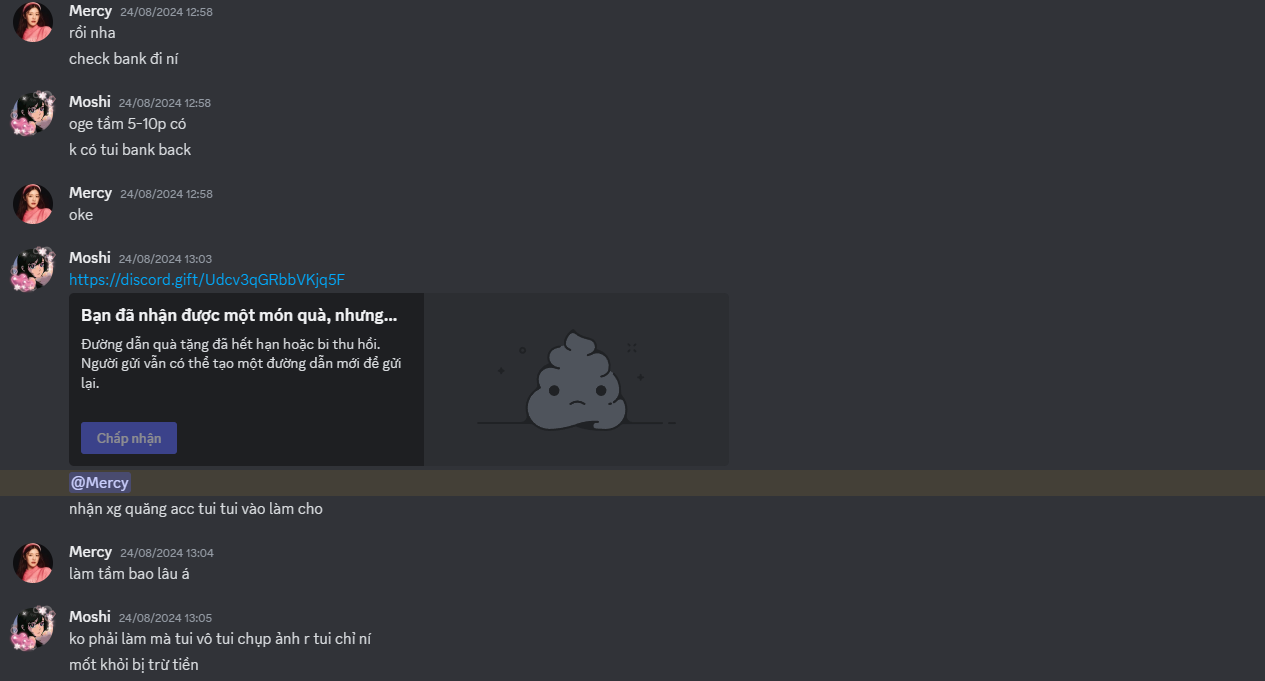 Mercy 24/08/2024 12:58
rồi nha
check bank đi ní
Moshi 24/08/2024 12:58
oge tầm 5-10p có
k có tui bank back
Mercy 24/08/2024 12:58
oke
Moshi 24/08/2024 13:03
https://discord.gift/Udcv3qGRbbVKjq5F
Bạn đã nhận được một món quà, nhưng...
Đường dẫn quà tặng đã hết hạn hoặc bi thu hồi.
Người gửi vẫn có thể tạo một đường dẫn mới để gửi
lại.
Chấp nhận
@Mercy
nhận xg quăng acc tui tui vào làm cho
Mercy 24/08/2024 13:04
làm tầm bao lâu á
Moshi 24/08/2024 13:05
ko phải làm mà tui vô tui chụp ảnh r tui chỉ ní
mốt khỏi bị trừ tiền